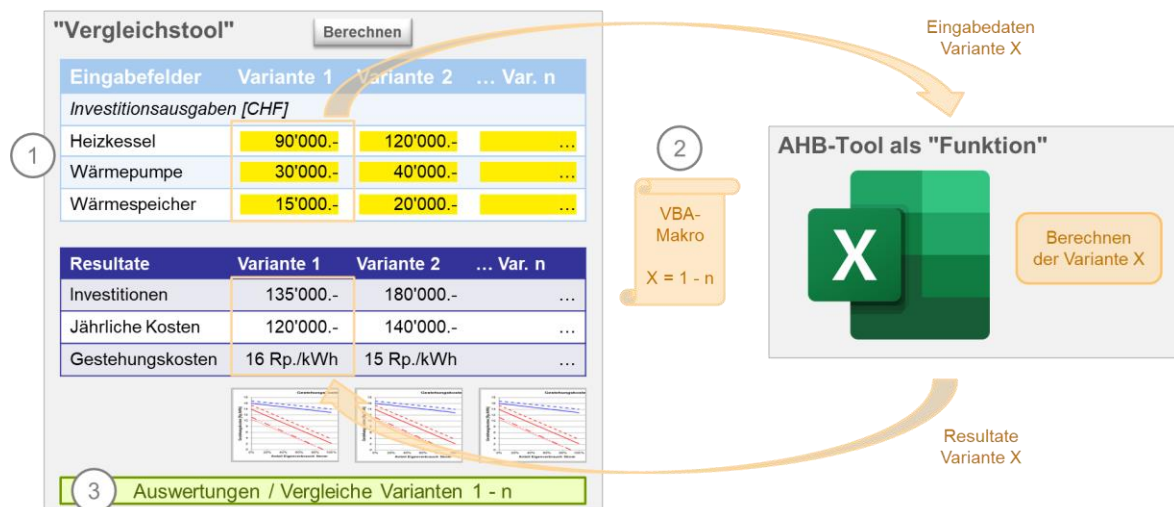 "Vergleichstool"
Berechnen
Eingabefelder Variante 1 Variante 2 … Var. n
Investitionsausgaben [CHF]
Heizkessel 90'000.- 120'000.- …
Wärmepumpe 30'000.- 40'000.- …
Wärmespeicher 15'000.- 20'000.- …
1
Resultate Variante 1 Variante 2 … Var. n
Investitionen 135'000.- 180'000.- …
Jährliche Kosten 120'000.- 140'000.- …
Gestehungskosten 16 Rp./kWh 15 Rp./kWh …
3 Auswertungen / Vergleiche Varianten 1 - n
2
VBA-
Makro
X = 1 - n
Eingabedaten
Variante X
AHB-Tool als "Funktion"
X
Berechnen
der Variante X
Resultate
Variante X